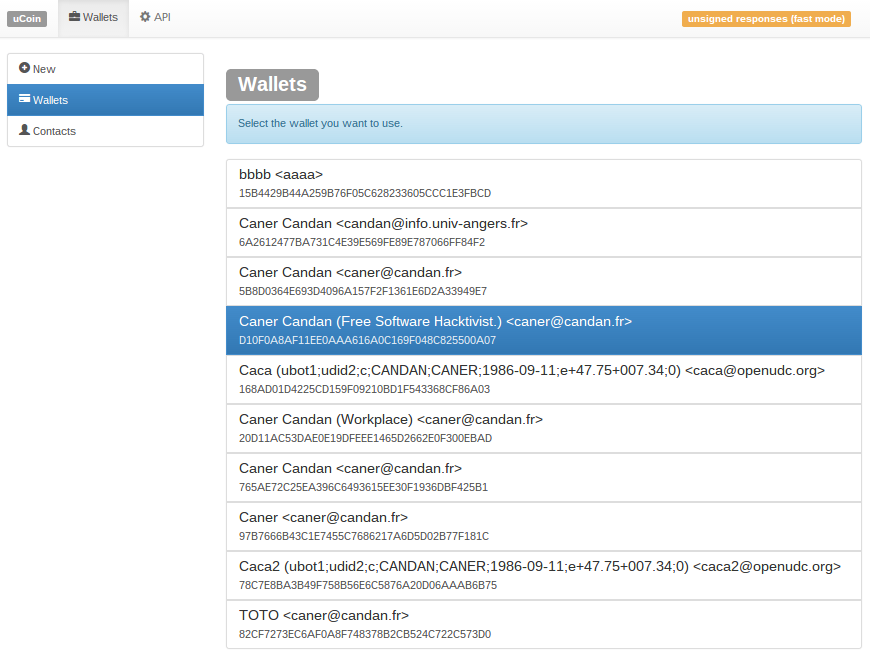 uCoin Wallets API unsigned responses (fast mode)
New
Wallets
Contacts
Wallets
Select the wallet you want to use.
bbbb <aaaa>
15B4429B44A259B76F05C628233605CCC1E3FBCD
Caner Candan <candan@info.univ-angers.fr>
6A2612477BA731C4E39E569FE89E787066FF84F2
Caner Candan <caner@candan.fr>
5B8D0364E693D4096A157F2F1361E6D2A33949E7
Caner Candan (Free Software Hacktivist.) <caner@candan.fr>
D10F0A8AF11EE0AAA616A0C169F048C825500A07
Caca (ubot1;udid2;c;CANDAN;CANER;1986-09-11;e+47.75+007.34;0) <caca@openudc.org>
168AD01D4225CD159F09210BD1F543368CF86A03
Caner Candan (Workplace) <caner@candan.fr>
20D11AC53DAE0E19DFEEE1465D2662E0F300EBAD
Caner Candan <caner@candan.fr>
765AE72C25EA396C6493615EE30F1936DBF425B1
Caner <caner@candan.fr>
97B7666B43C1E7455C7686217A6D5D02B77F181C
Caca2 (ubot1;udid2;c;CANDAN;CANER;1986-09-11;e+47.75+007.34;0) <caca2@openudc.org>
78C7E8BA3B49F758B56E6C5876A20D06AAAB6B75
TOTO <caner@candan.fr>
82CF7273EC6AF0A8F748378B2CB524C722C573D0